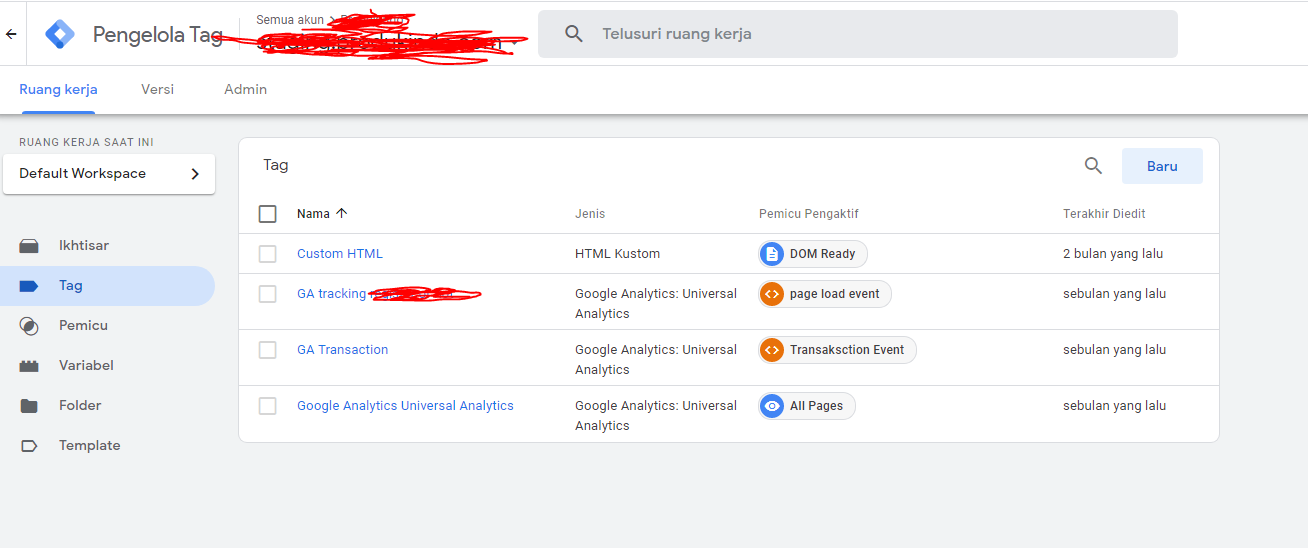 Semua akun >
Pengelola Tag
Telusuri ruang kerja
Ruang kerja
Versi
Admin
RUANG KERJA SAAT INI
Default Workspace
Ikhtisar
Tag
Pemicu
Variabel
Folder
Template
Tag
Baru
Nama
Jenis
Pemicu Pengaktif
Terakhir Diedit
Custom HTML
HTML Kustom
DOM Ready
2 bulan yang lalu
GA tracking
Google Analytics: Universal
Analytics
page load event
sebulan yang lalu
GA Transaction
Google Analytics: Universal
Analytics
Transaksction Event
sebulan yang lalu
Google Analytics Universal Analytics
Google Analytics: Universal
Analytics
All Pages
sebulan yang lalu